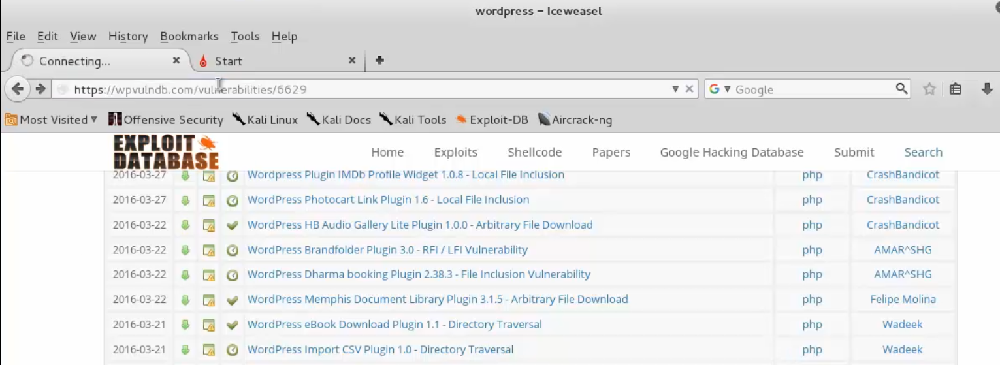 wordpress – Iceweasel
File Edit View History Bookmarks Tools Help
Connecting... Start
https://wpvulndb.com/vulnerabilities/6629 Google
Most Visited Offensive Security Kali Linux Kali Docs Kali Tools Exploit-DB Aircrack-ng
EXPLOIT
DATABASE
Home Exploits Shellcode Papers Google Hacking Database Submit Search
2016-03-27 Wordpress Plugin IMDb Profile Widget 1.0.8 - Local File Inclusion php CrashBandicot
2016-03-27 WordPress Photocart Link Plugin 1.6 - Local File Inclusion php CrashBandicot
2016-03-22 WordPress HB Audio Gallery Lite Plugin 1.0.0 - Arbitrary File Download php CrashBandicot
2016-03-22 WordPress Brandfolder Plugin 3.0 - RFI / LFI Vulnerability php AMAR^SHG
2016-03-22 WordPress Dharma booking Plugin 2.38.3 - File Inclusion Vulnerability php AMAR^SHG
2016-03-22 WordPress Memphis Document Library Plugin 3.1.5 - Arbitrary File Download php Felipe Molina
2016-03-21 WordPress eBook Download Plugin 1.1 - Directory Traversal php Wadeek
2016-03-21 WordPress Import CSV Plugin 1.0 - Directory Traversal php Wadeek